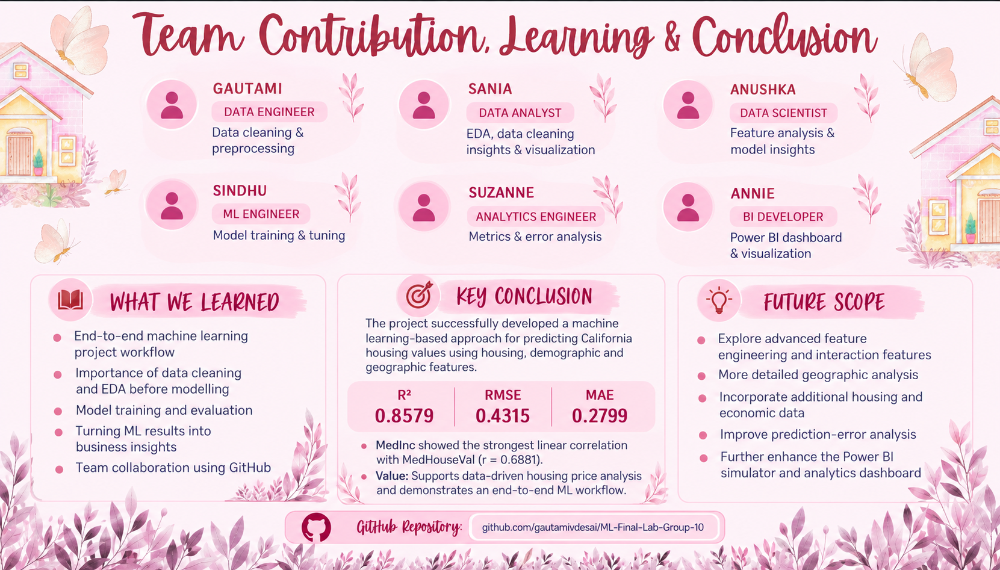 Team Contribution, Learning & Conclusion
GAUTAMI
DATA ENGINEER
Data cleaning &
preprocessing
SANIA
DATA ANALYST
EDA, data cleaning
insights & visualization
ANUSHKA
DATA SCIENTIST
Feature analysis &
model insights
SINDHU
ML ENGINEER
Model training & tuning
SUZANNE
ANALYTICS ENGINEER
Metrics & error analysis
ANNIE
BI DEVELOPER
Power BI dashboard
& visualization
WHAT WE LEARNED
End-to-end machine learning
project workflow
Importance of data cleaning
and EDA before modelling
Model training and evaluation
Turning ML results into
business insights
Team collaboration using GitHub
KEY CONCLUSION
The project successfully developed a machine
learning-based approach for predicting California
housing values using housing, demographic and
geographic features.
R²
0.8579
RMSE
0.4315
MAE
0.2799
MedInc showed the strongest linear correlation
with MedHouseVal (r = 0.6881).
Value: Supports data-driven housing price analysis
and demonstrates an end-to-end ML workflow.
FUTURE SCOPE
Explore advanced feature
engineering and interaction features
More detailed geographic analysis
Incorporate additional housing and
economic data
Improve prediction-error analysis
Further enhance the Power BI
simulator and analytics dashboard
GitHub Repository:
github.com/gautamivdesai/ML-Final-Lab-Group-10